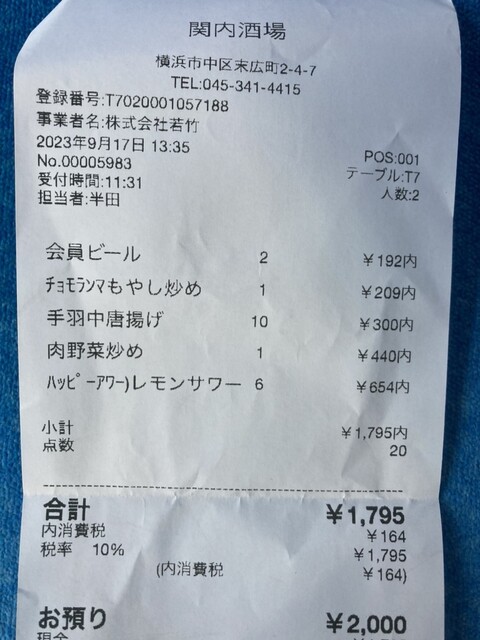 関内酒場
横浜市中区末広町2-4-7
TEL:045-341-4415
登録番号:T7020001057188
事業者名:株式会社若竹
2023年9月17日 13:35
No.00005983 POS:001
受付時間:11:31 テーブル:T7
担当者:半田 人数:2
会員ビール 2 ¥192内
ﾁｮﾓﾗﾝﾏもやし炒め 1 ¥209内
手羽中唐揚げ 10 ¥300内
肉野菜炒め 1 ¥440内
ﾊｯﾋﾟｰｱﾜｰ)レモンサワー 6 ¥654内
小計 ¥1,795内
点数 20
合計 ¥1,795
内消費税 ¥164
税率 10% ¥1,795
(内消費税 ¥164)
お預り ¥2,000
現金